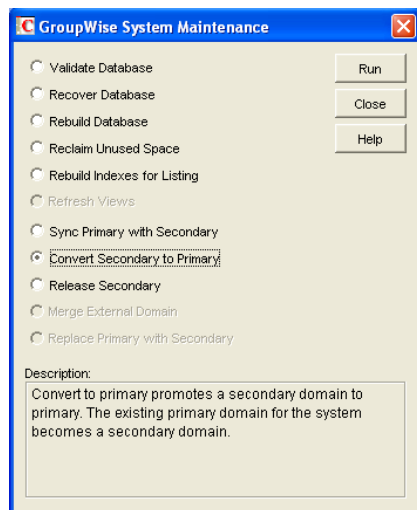 GroupWise System Maintenance
Validate Database
Run
Recover Database
Close
Rebuild Database
Help
Reclaim Unused Space
Rebuild Indexes for Listing
Refresh Views
Sync Primary with Secondary
Convert Secondary to Primary
Release Secondary
Merge External Domain
Replace Primary with Secondary
Description:
Convert to primary promotes a secondary domain to
primary. The existing primary domain for the system
becomes a secondary domain.